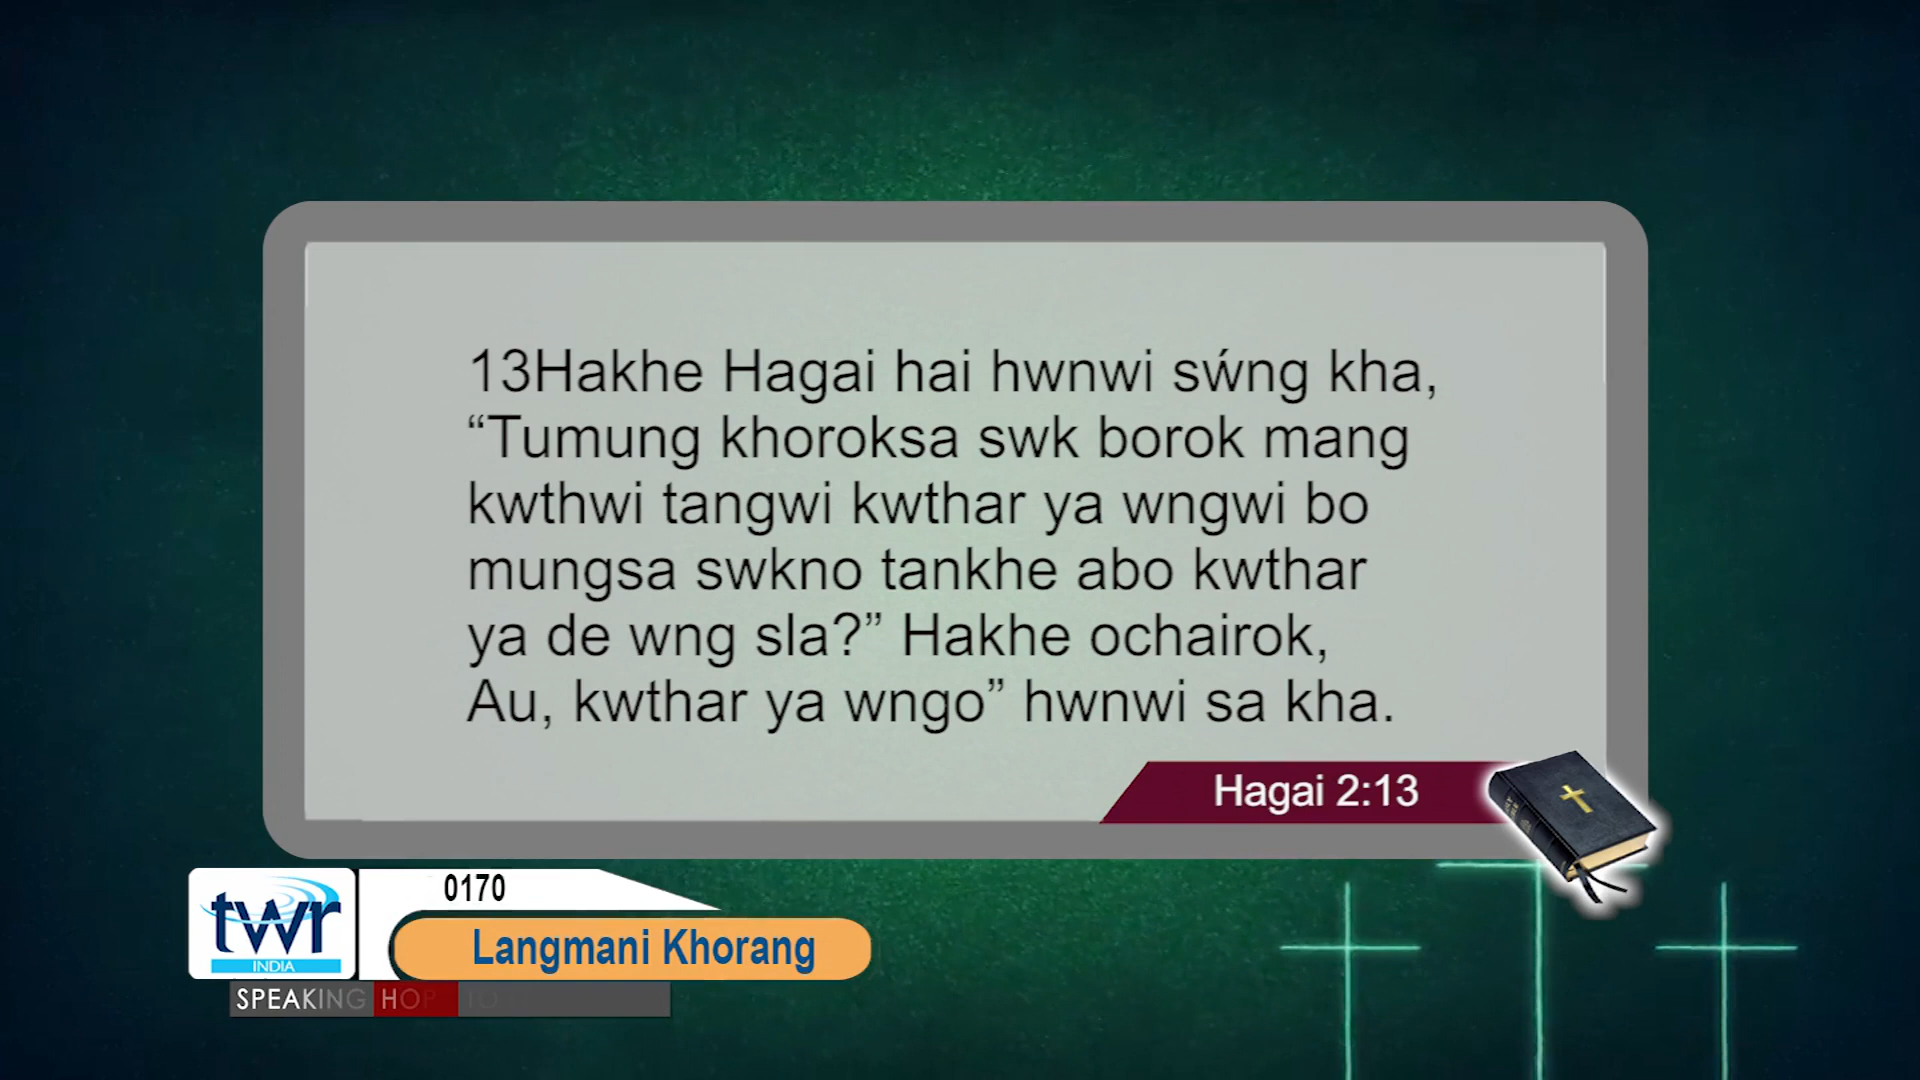 13Hakhe Hagai hai hwnwi sẃng kha,
“Tumung khoroksa swk borok mang
kwthwi tangwi kwthar ya wngwi bo
mungsa swkno tankhe abo kwthar
ya de wng sla?” Hakhe ochairok,
Au, kwthar ya wngo” hwnwi sa kha.
Hagai 2:13
0170
twr
INDIA
Langmani Khorang
SPEAKING HOP